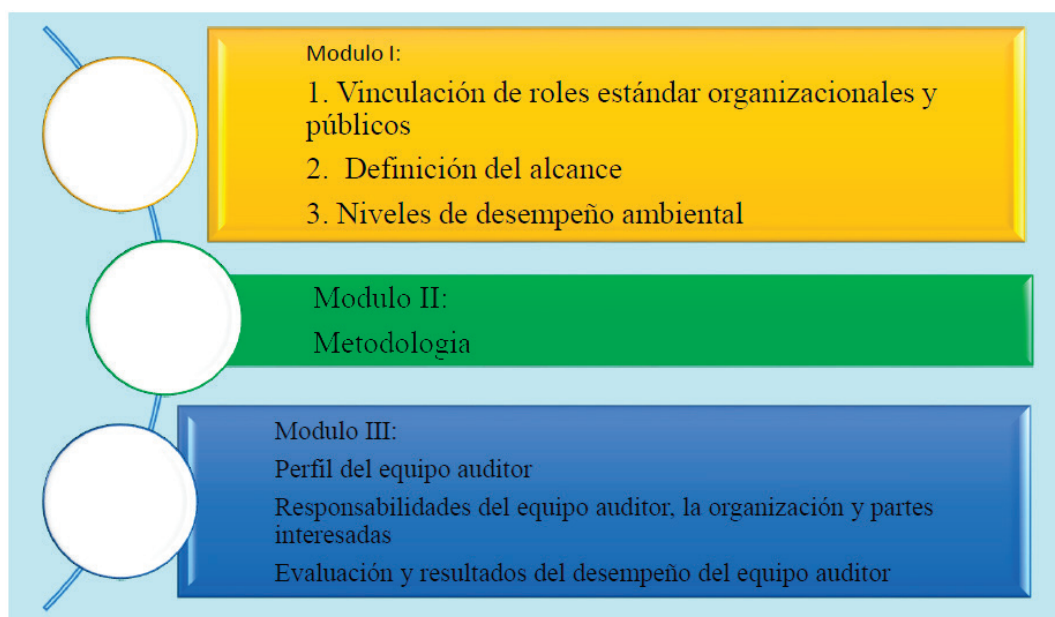 Modulo I:
1. Vinculación de roles estándar organizacionales y
públicos
2. Definición del alcance
3. Niveles de desempeño ambiental
Modulo II:
Metodologia
Modulo III:
Perfil del equipo auditor
Responsabilidades del equipo auditor, la organización y partes
interesadas
Evaluación y resultados del desempeño del equipo auditor